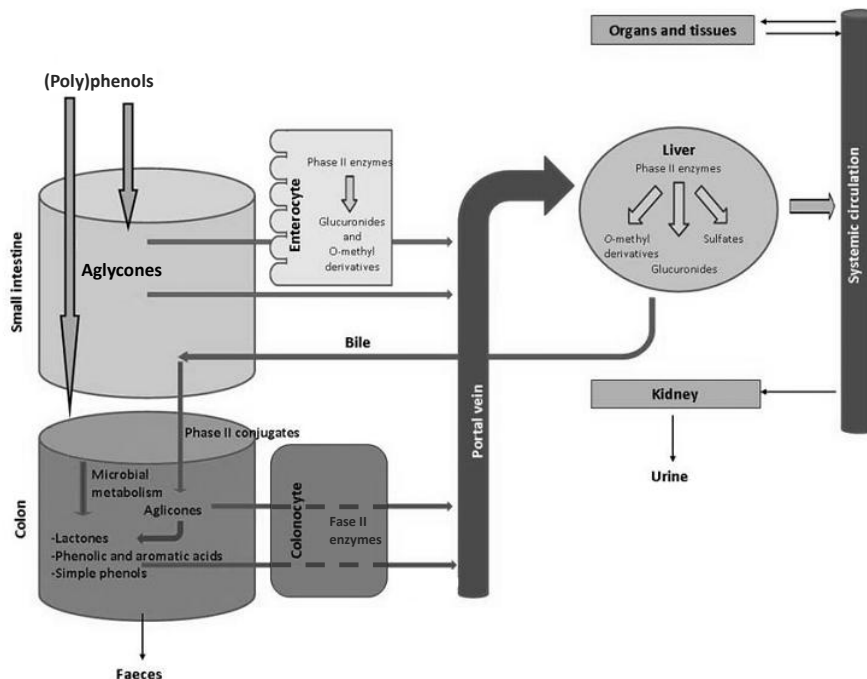 Organs and tissues
(Poly)phenols
Small intestine
Aglycones
Enterocyte
Phase II enzymes
Glucuronides
and
O-methyl
derivatives
Portal vein
Liver
Phase II enzymes
O-methyl
derivatives
Glucuronides
Sulfates
Systemic circulation
Bile
Kidney
Urine
Colon
Phase II conjugates
Microbial
metabolism
Aglicones
-Lactones
-Phenolic and aromatic acids
-Simple phenols
Colonocyte
Fase II
enzymes
Faeces